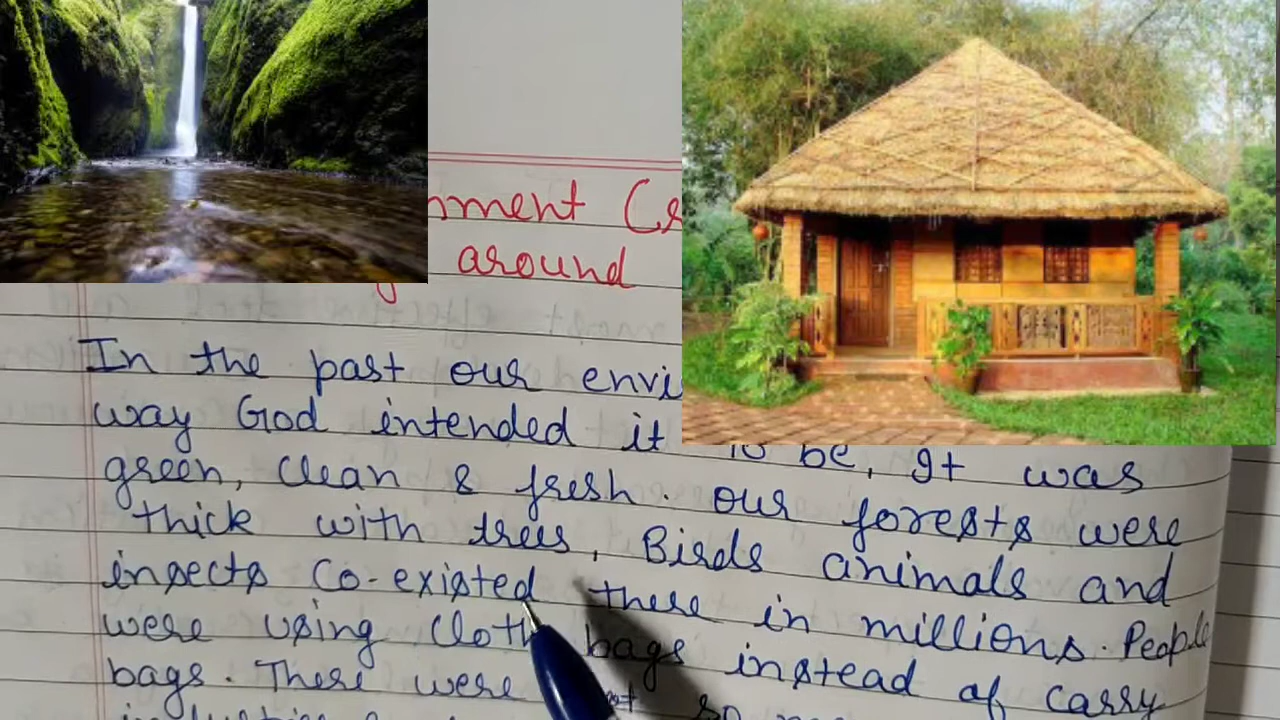 nment
around
In the past our envi
way God intended it to be, It was
green, clean & fresh. Our forests were
thick with trees, Birds animals and
insects Co-existed there in millions. People
were using cloth bags instead of carry
bags. There were not so